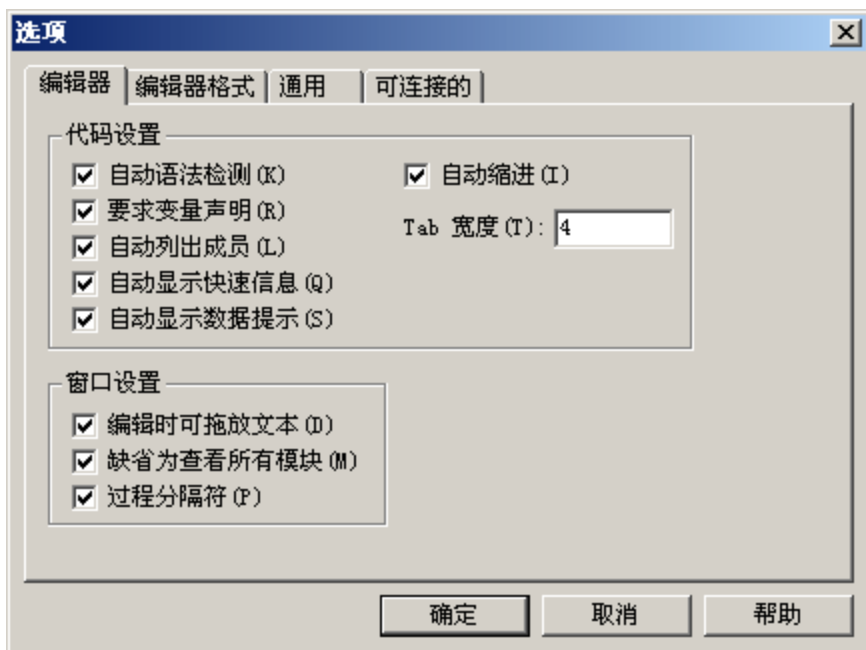 选项
编辑器 编辑器格式 通用 可连接的
代码设置
自动语法检测(K)
要求变量声明(R)
自动列出成员(L)
自动显示快速信息(Q)
自动显示数据提示(S)
自动缩进(I)
Tab 宽度(T): 4
窗口设置
编辑时可拖放文本(D)
缺省为查看所有模块(M)
过程分隔符(P)
确定 取消 帮助